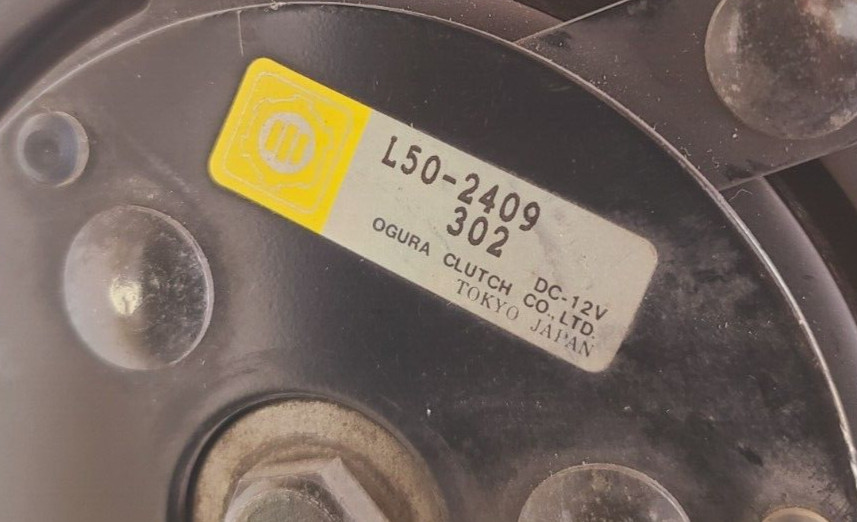 L50-2409
302
DC-12V
OGURA CLUTCH CO.,LTD.
TOKYO JAPAN